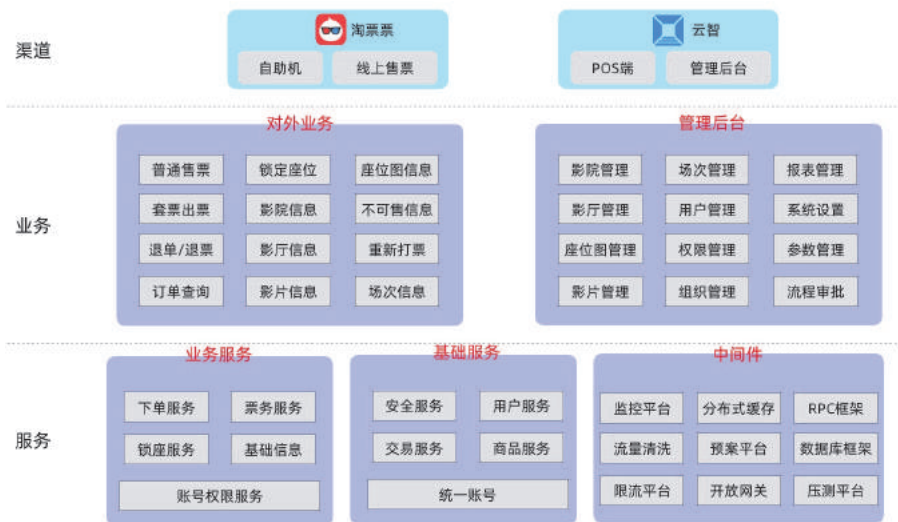 渠道
淘票票
自助机 线上售票
云智
POS端 管理后台
业务
对外业务
普通售票 锁定座位 座位图信息
套票出票 影院信息 不可售信息
退单/退票 影厅信息 重新打票
订单查询 影片信息 场次信息
管理后台
影院管理 场次管理 报表管理
影厅管理 用户管理 系统设置
座位图管理 权限管理 参数管理
影片管理 组织管理 流程审批
服务
业务服务
下单服务 票务服务
锁座服务 基础信息
账号权限服务
基础服务
安全服务 用户服务
交易服务 商品服务
统一账号
中间件
监控平台 分布式缓存 RPC框架
流量清洗 预案平台 数据库框架
限流平台 开放网关 压测平台